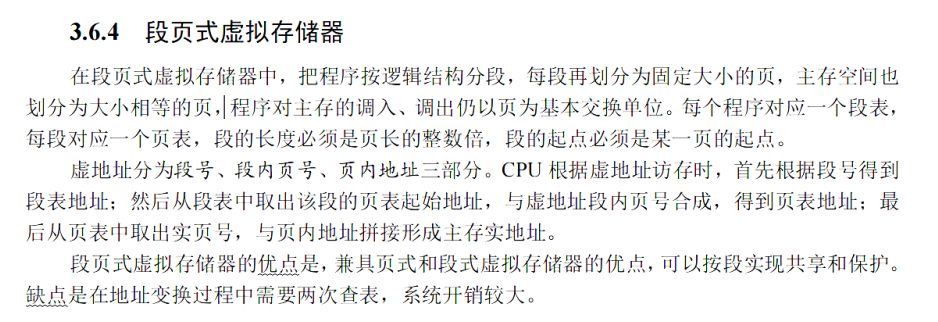 3.6.4 段页式虚拟存储器
在段页式虚拟存储器中，把程序按逻辑结构分段，每段再划分为固定大小的页，主存空间也
划分为大小相等的页，程序对主存的调入、调出仍以页为基本交换单位。每个程序对应一个段表，
每段对应一个页表，段的长度必须是页长的整数倍，段的起点必须是某一页的起点。
虚地址分为段号、段内页号、页内地址三部分。CPU 根据虚地址访存时，首先根据段号得到
段表地址；然后从段表中取出该段的页表起始地址，与虚地址段内页号合成，得到页表地址；最
后从页表中取出实页号，与页内地址拼接形成主存实地址。
段页式虚拟存储器的优点是，兼具页式和段式虚拟存储器的优点，可以按段实现共享和保护。
缺点是在地址变换过程中需要两次查表，系统开销较大。